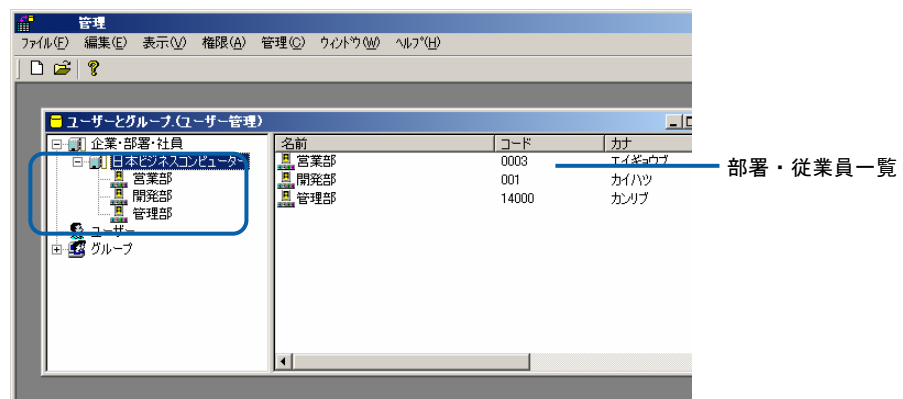 管理
ファイル(F) 編集(E) 表示(V) 権限(A) 管理(C) ウィンドウ(W) ヘルプ(H)
ユーザーとグループ.(ユーザー管理)
企業・部署・社員
日本ビジネスコンピューター
営業部
開発部
管理部
ユーザー
グループ
名前 コード カナ
営業部 0003 エイギョウブ
開発部 001 カイハツ
管理部 14000 カンリブ
部署・従業員一覧